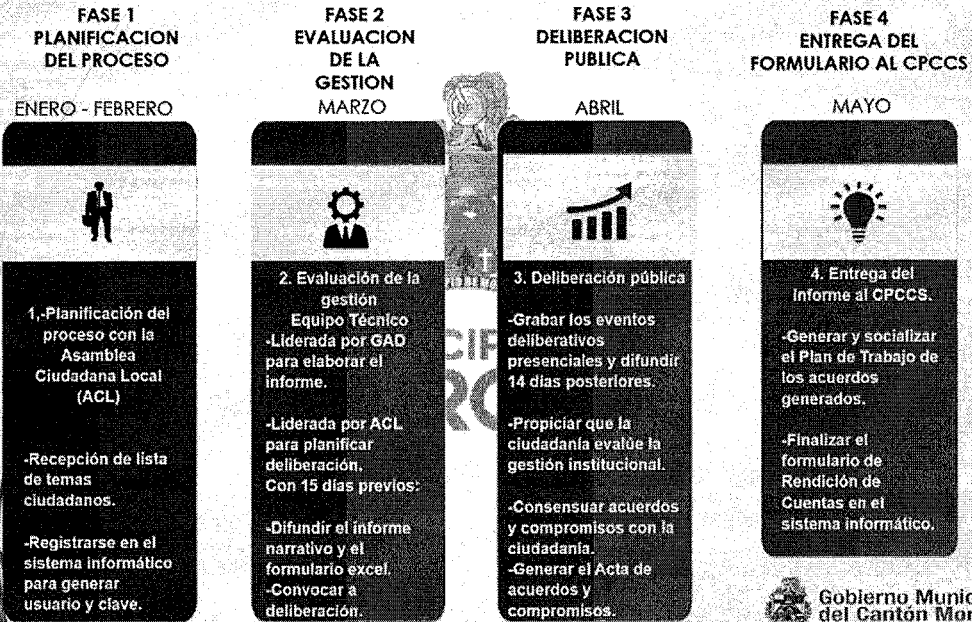 FASE 1
PLANIFICACION
DEL PROCESO
ENERO - FEBRERO
1,-Planificación del
proceso con la
Asamblea
Ciudadana Local
(ACL)
-Recepción de lista
de temas
ciudadanos.
-Registrarse en el
sistema informático
para generar
usuario y clave.
FASE 2
EVALUACION
DE LA
GESTION
MARZO
2. Evaluación de la
gestión
Equipo Técnico
-Liderada por GAD
para elaborar el
informe.
-Liderada por ACL
para planificar
deliberación.
Con 15 días previos:
-Difundir el informe
narrativo y el
formulario excel.
-Convocar a
deliberación.
FASE 3
DELIBERACION
PUBLICA
ABRIL
3. Deliberación pública
-Grabar los eventos
deliberativos
presenciales y difundir
14 días posteriores.
-Propiciar que la
ciudadanía evalúe la
gestión institucional.
-Consensuar acuerdos
y compromisos con la
ciudadanía.
-Generar el Acta de
acuerdos y
compromisos.
FASE 4
ENTREGA DEL
FORMULARIO AL CPCCS
MAYO
4. Entrega del
Informe al CPCCS.
-Generar y socializar
el Plan de Trabajo de
los acuerdos
generados.
-Finalizar el
formulario de
Rendición de
Cuentas en el
sistema informático.
Gobierno Munic
del Cantón Mor